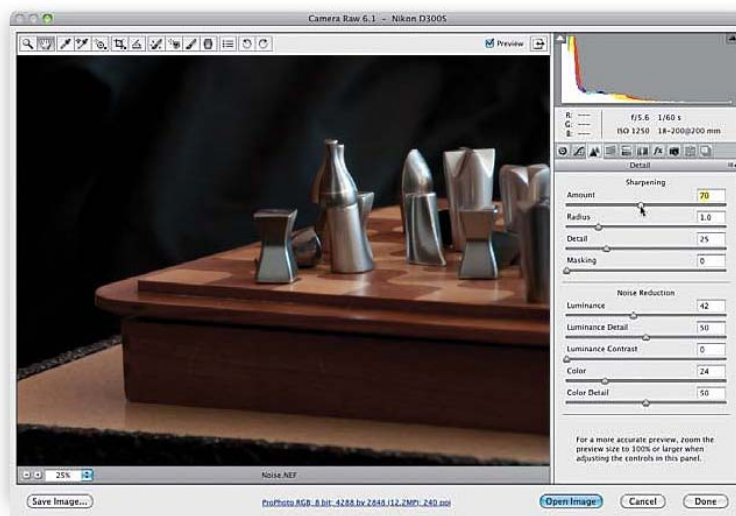 Camera Raw 6.1 - Nikon D300S
Preview
R: ---
G: ---
B: ---
f/5.6 1/60 s
ISO 1250 18-200@200 mm
Detail
Sharpening
Amount 70
Radius 1.0
Detail 25
Masking 0
Noise Reduction
Luminance 42
Luminance Detail 50
Luminance Contrast 0
Color 24
Color Detail 50
For a more accurate preview, zoom the
preview size to 100% or larger when
adjusting the controls in this panel.
25%
Noise.NEF
Save Image...
ProPhoto RGB; 8 bit; 4288 by 2848 (12.2MP); 240 ppi
Open Image
Cancel
Done